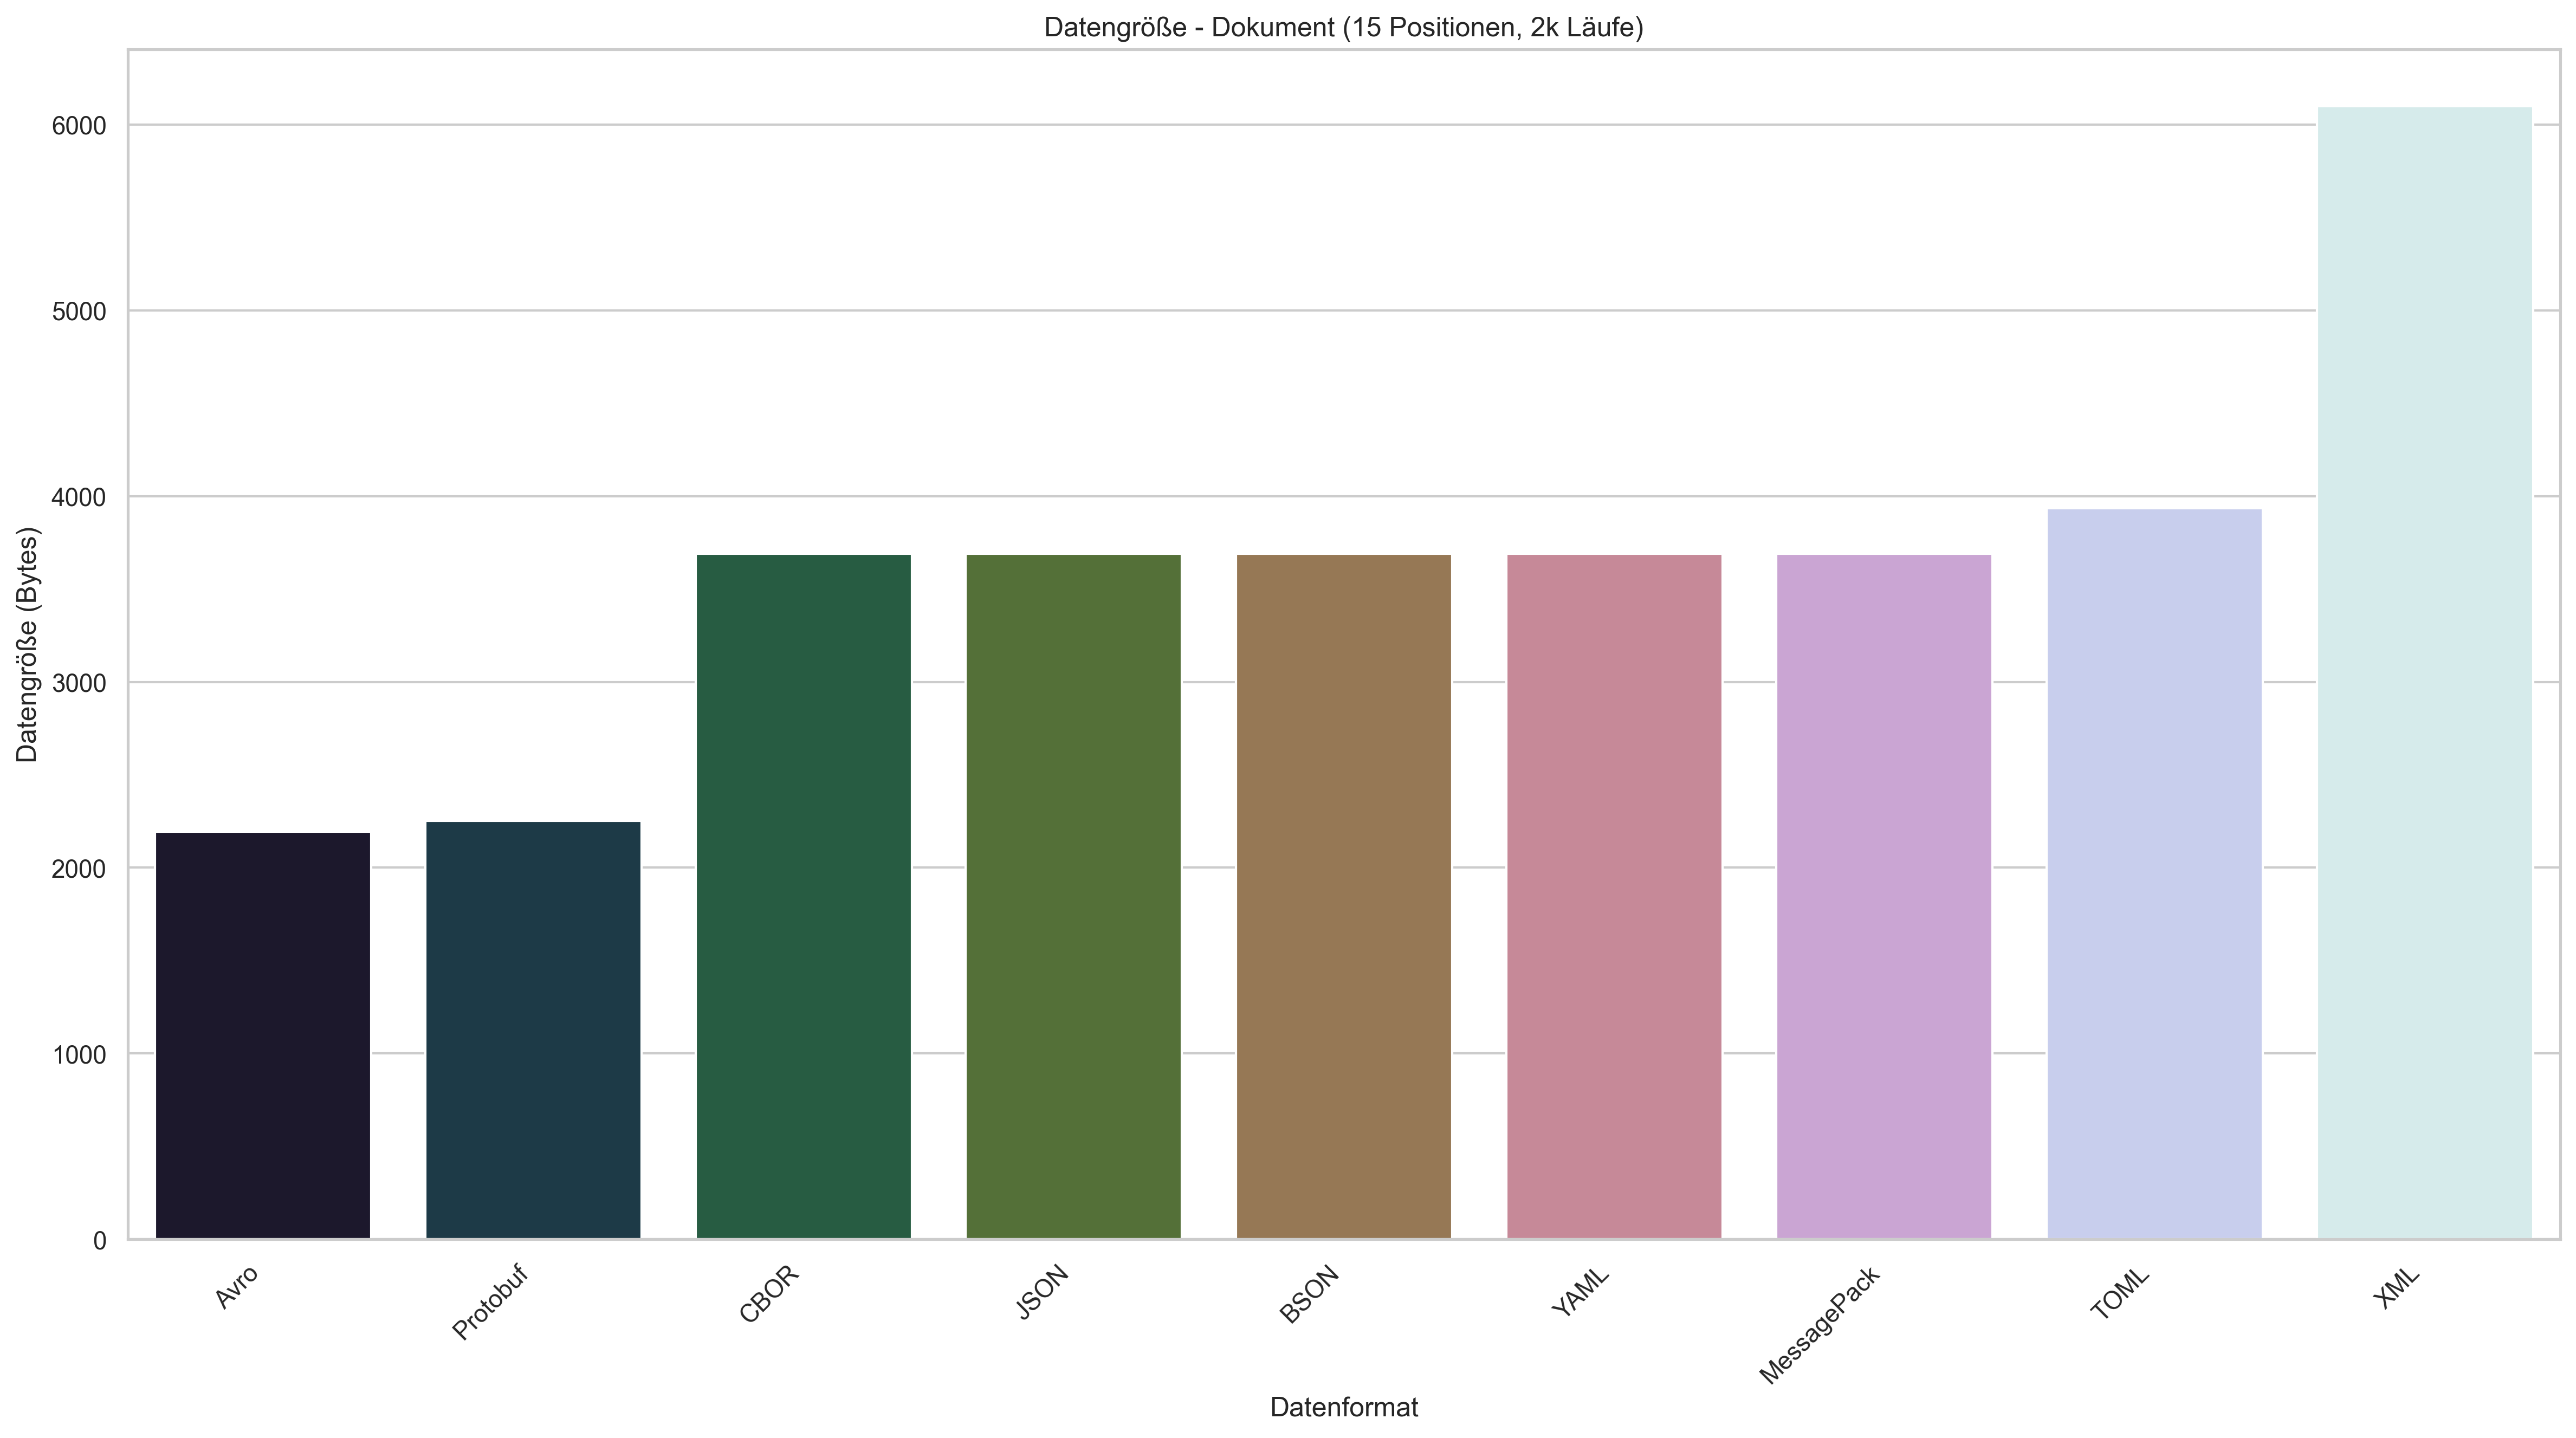 Datengröße - Dokument (15 Positionen, 2k Läufe)
Datengröße (Bytes)
6000
5000
4000
3000
2000
1000
0
Avro
Protobuf
CBOR
JSON
BSON
YAML
MessagePack
TOML
XML
Datenformat